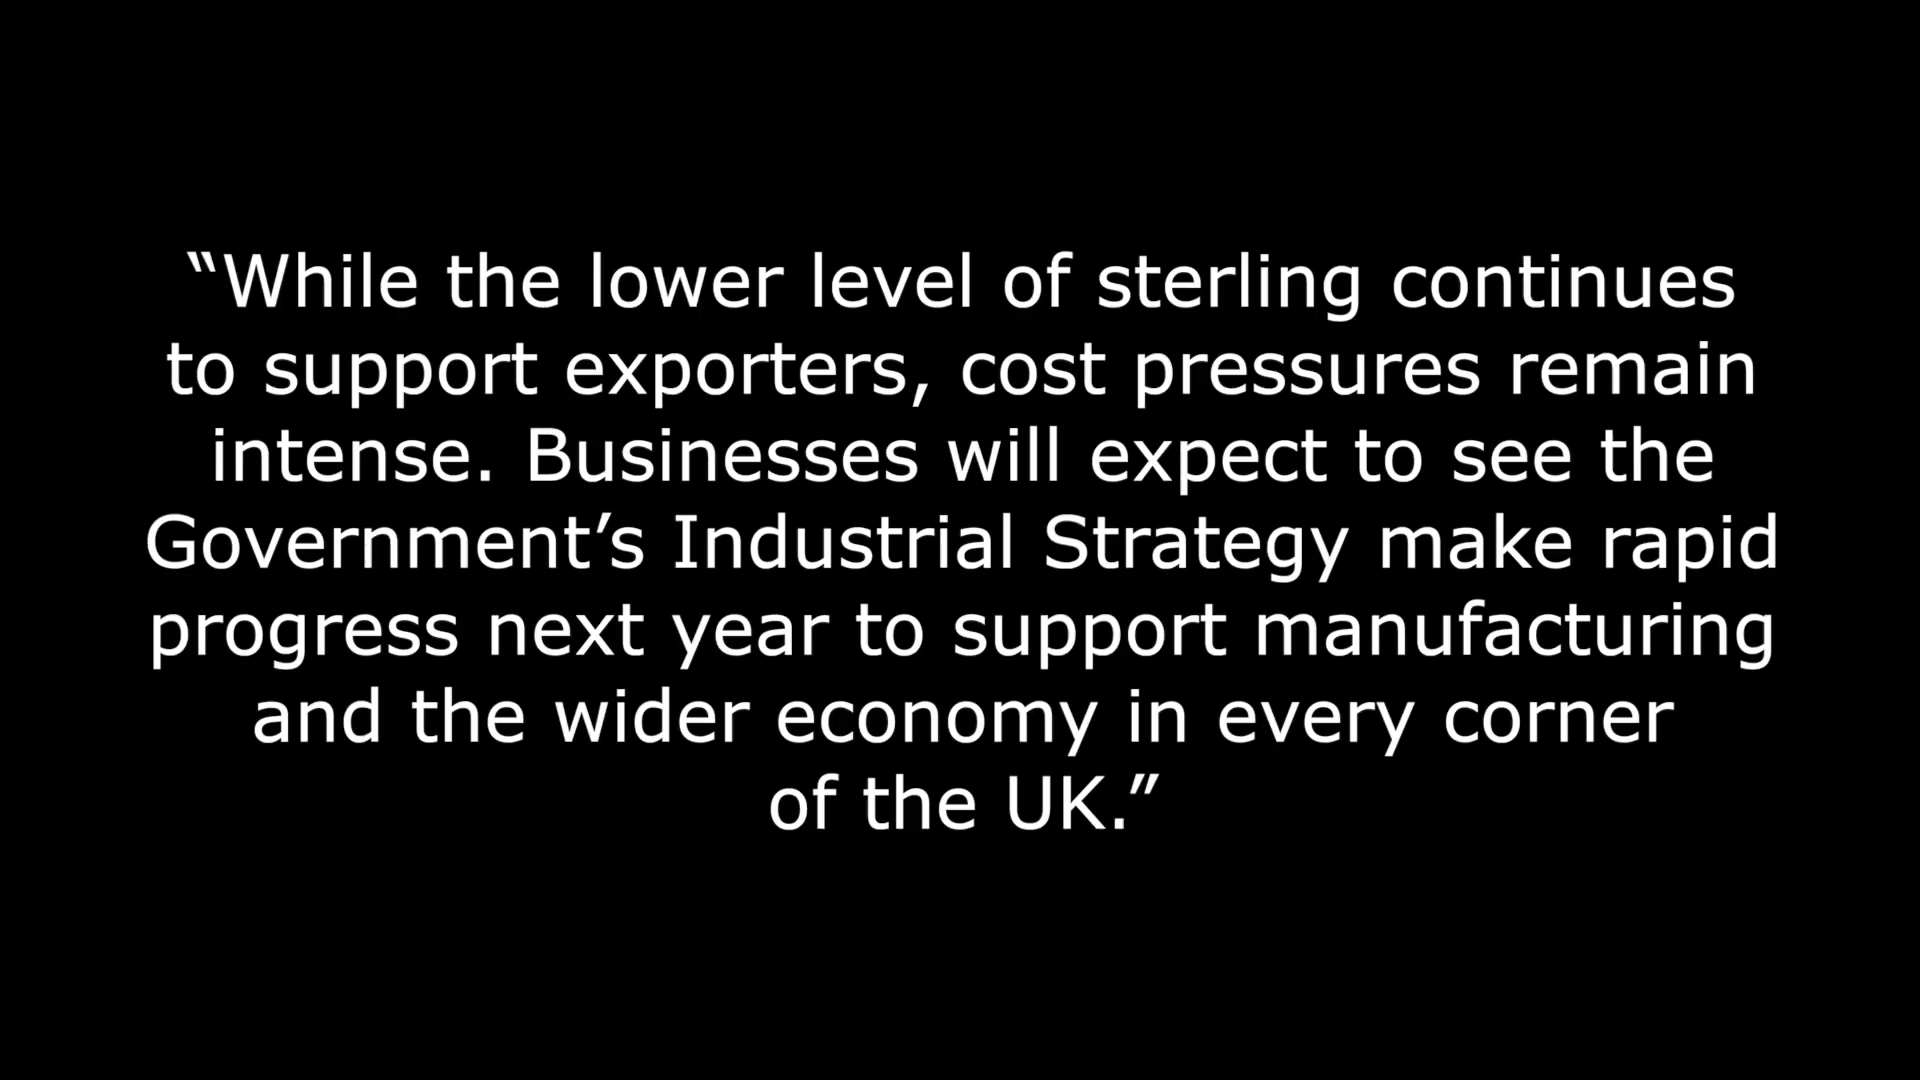 “While the lower level of sterling continues
to support exporters, cost pressures remain
intense. Businesses will expect to see the
Government’s Industrial Strategy make rapid
progress next year to support manufacturing
and the wider economy in every corner
of the UK.”